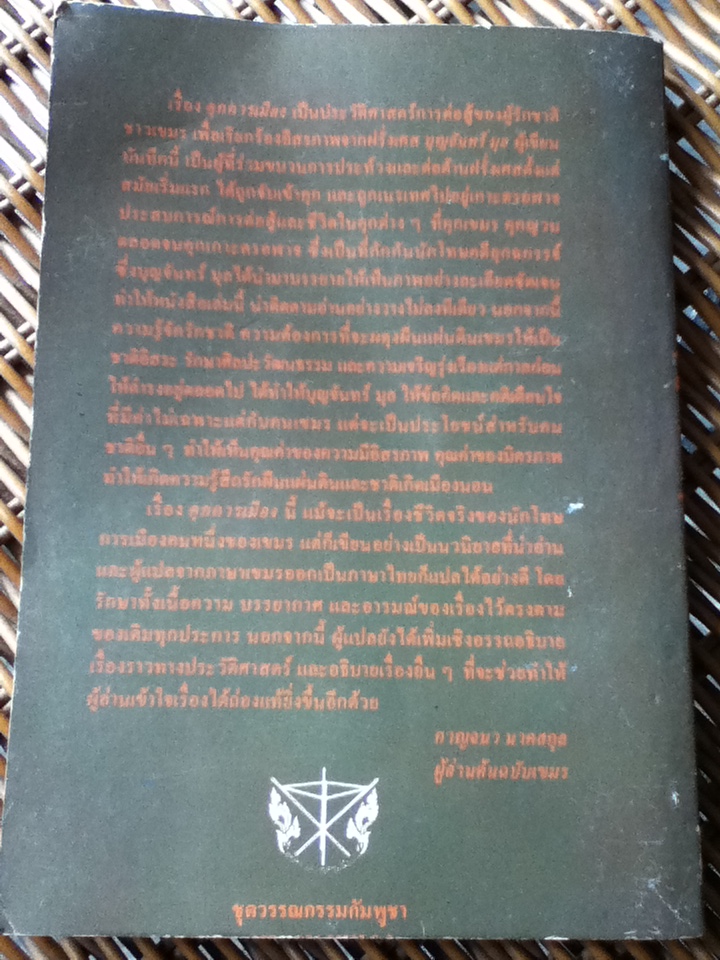 เรื่อง คุกการเมือง เป็นประวัติศาสตร์การต่อสู้ของผู้รักชาติ
ชาวเขมร เพื่อเรียกร้องอิสรภาพจากฝรั่งเศส บุญจันทร์ มุล ผู้เขียน
บันทึกนี้ เป็นผู้ที่ร่วมขบวนการประท้วงและต่อต้านฝรั่งเศสตั้งแต่
สมัยเริ่มแรก ได้ถูกจับเข้าคุก และถูกเนรเทศไปอยู่เกาะตรอฬาจ
ประสบการณ์การต่อสู้และชีวิตในคุกต่าง ๆ ที่คุกเขมร คุกญวน
ตลอดจนคุกเกาะตรอฬาจ ซึ่งเป็นที่กักกันนักโทษคดีอุกฉกรรจ์
ซึ่งบุญจันทร์ มุลได้นำมาบรรยายให้เห็นภาพอย่างละเอียดชัดเจน
ทำให้หนังสือเล่มนี้ น่าติดตามอ่านอย่างวางไม่ลงทีเดียว นอกจากนี้
ความรู้จักรักชาติ ความต้องการที่จะผดุงผืนแผ่นดินเขมรให้เป็น
ชาติอิสระ รักษาศิลปะวัฒนธรรม และความเจริญรุ่งเรืองแต่กาลก่อน
ให้ดำรงอยู่ตลอดไป ได้ทำให้บุญจันทร์ มุล ให้ข้อคิดและคติเตือนใจ
ที่มีค่าไม่เฉพาะแต่กับคนเขมร แต่จะเป็นประโยชน์สำหรับคน
ชาติอื่น ๆ ทำให้เห็นคุณค่าของความมีอิสรภาพ คุณค่าของมิตรภาพ
ทำให้เกิดความรู้สึกรักผืนแผ่นดินและชาติเกิดเมืองนอน
เรื่อง คุกการเมือง นี้ แม้จะเป็นเรื่องชีวิตจริงของนักโทษ
การเมืองคนหนึ่งของเขมร แต่ก็เขียนอย่างเป็นนวนิยายที่น่าอ่าน
และผู้แปลจากภาษาเขมรออกเป็นภาษาไทยก็แปลได้อย่างดี โดย
รักษาทั้งเนื้อความ บรรยากาศ และอารมณ์ของเรื่องไว้ตรงตาม
ของเดิมทุกประการ นอกจากนี้ ผู้แปลยังได้เพิ่มเชิงอรรถอธิบาย
เรื่องราวทางประวัติศาสตร์ และอธิบายเรื่องอื่น ๆ ที่จะช่วยทำให้
ผู้อ่านเข้าใจเรื่องได้ถ่องแท้ยิ่งขึ้นอีกด้วย
กาญจนา นาคสกุล
ผู้อ่านต้นฉบับเขมร
ชุดวรรณกรรมกัมพูชา